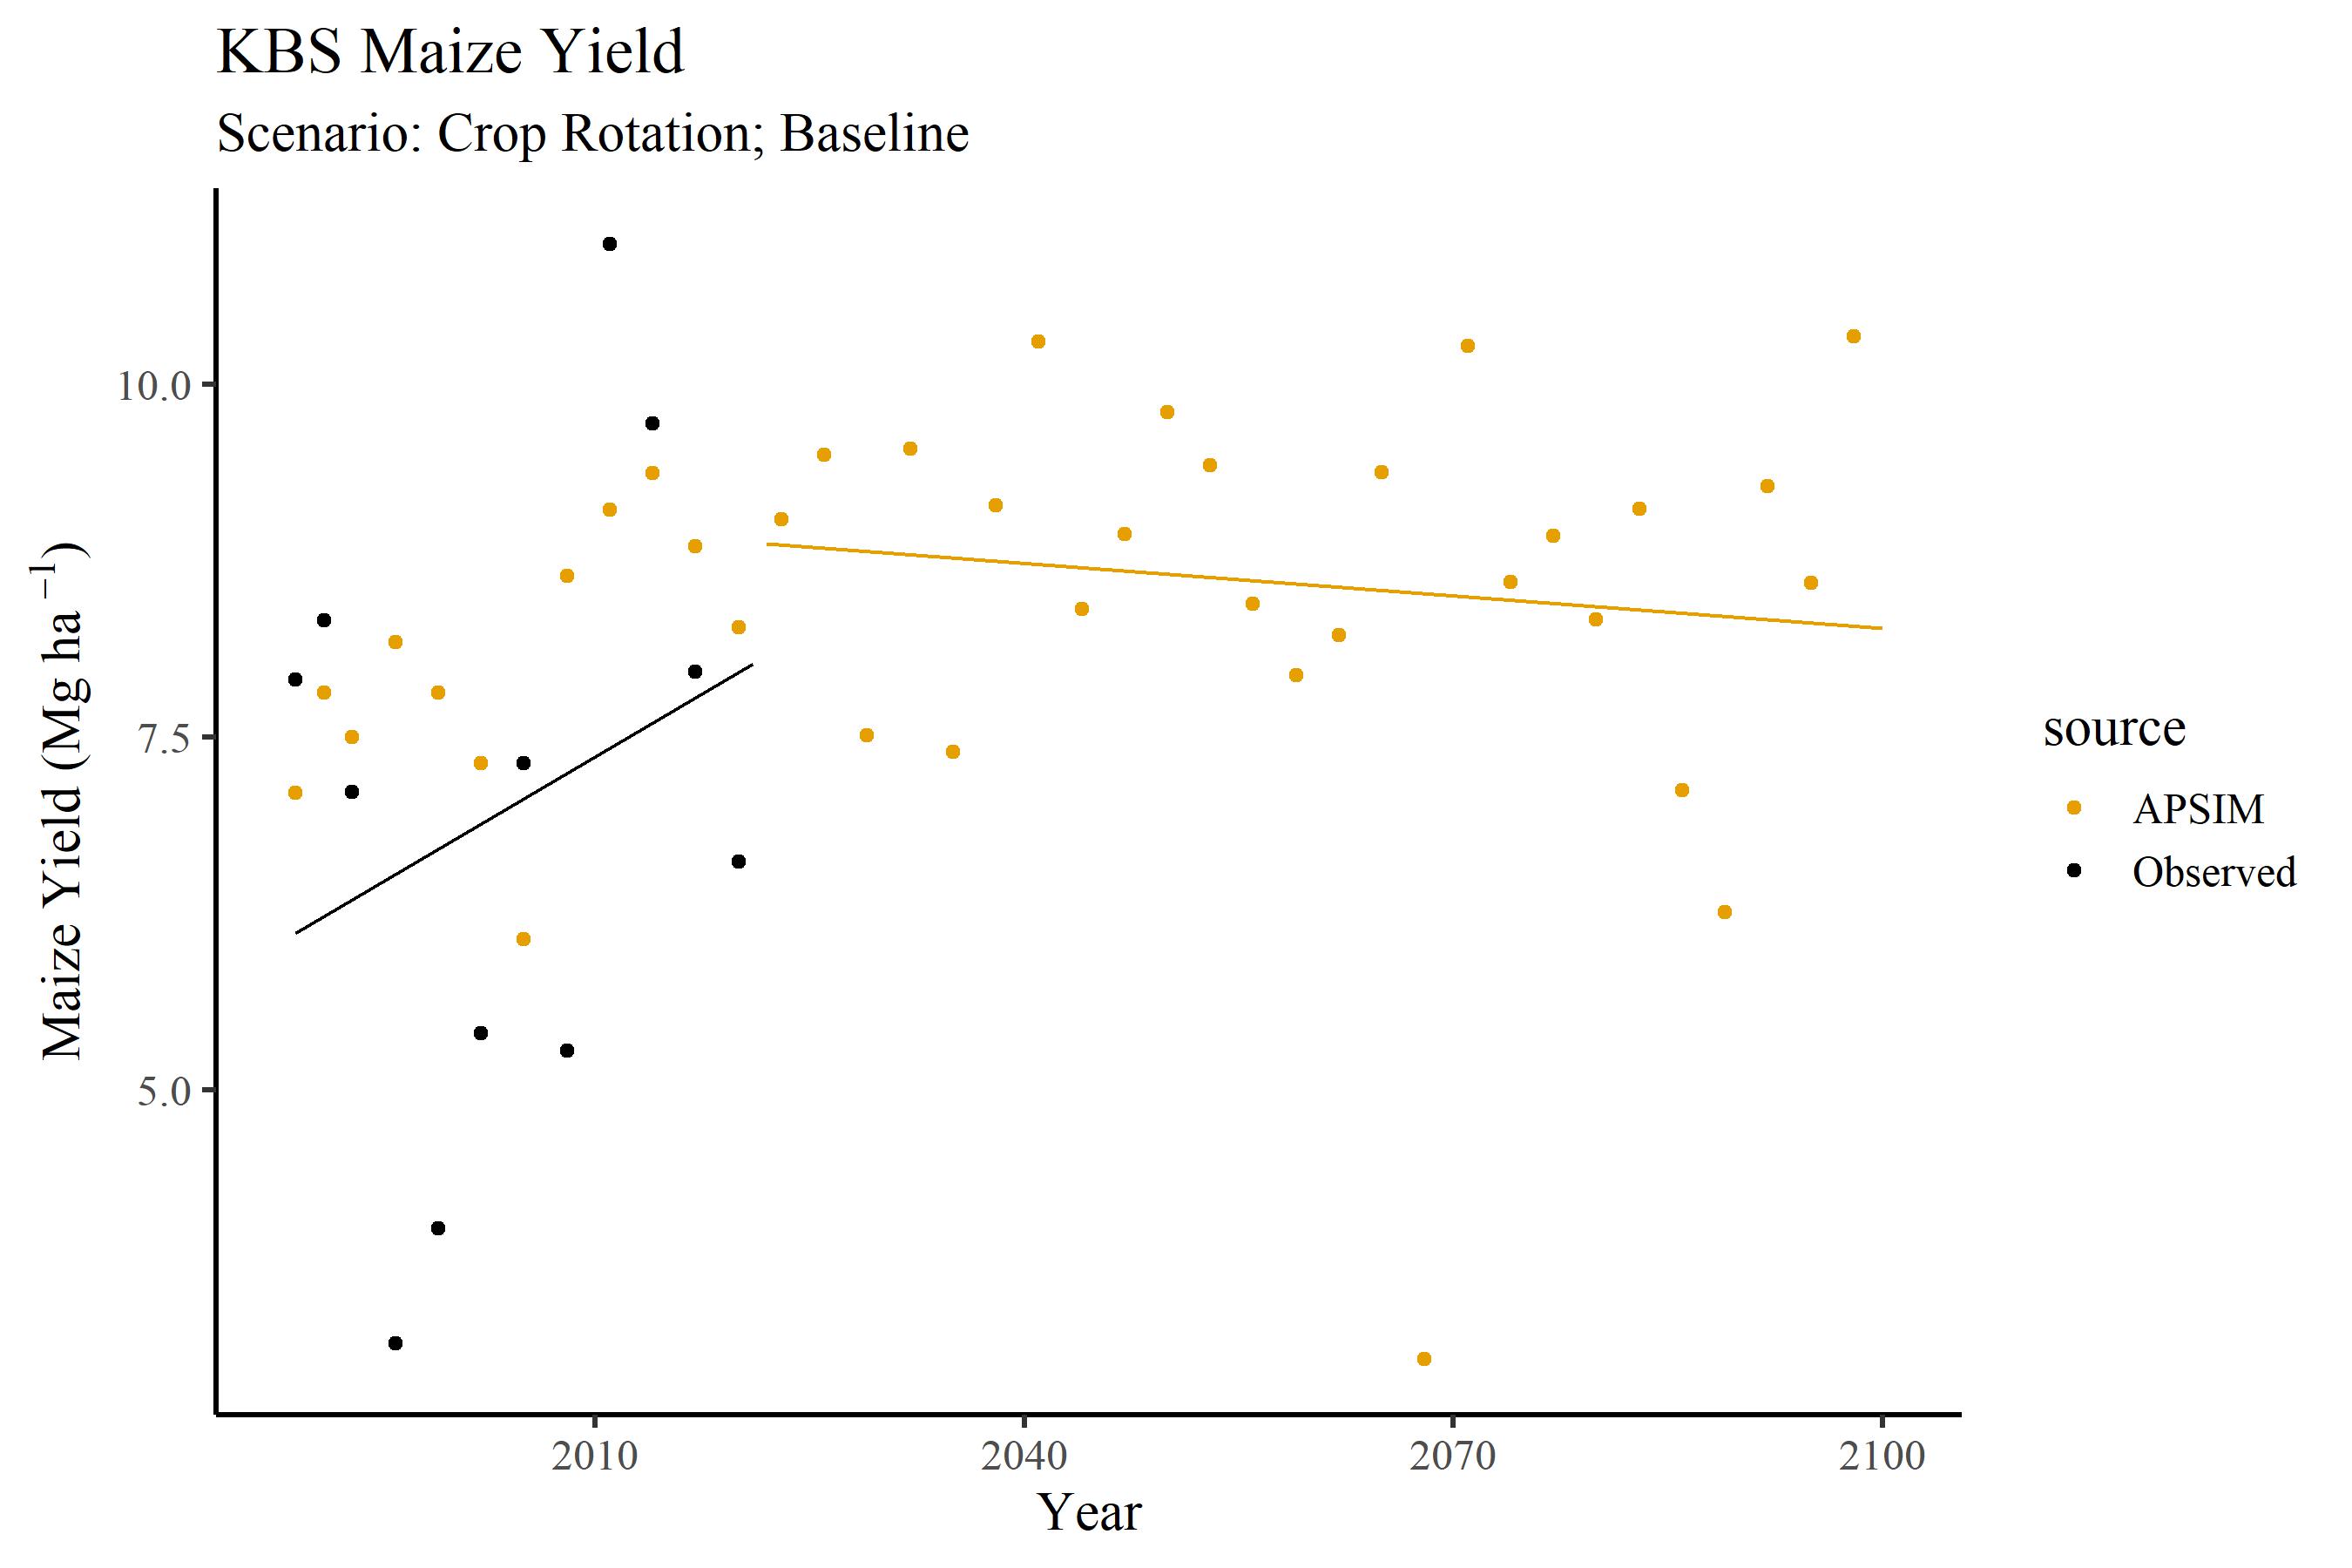 KBS Maize Yield
Scenario: Crop Rotation; Baseline
Maize Yield (Mg ha ⁻¹)
10.0
7.5
5.0
2010
2040
2070
2100
Year
source
APSIM
Observed